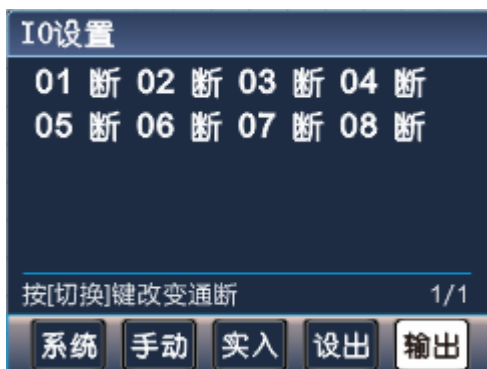 IO设置
01 断 02 断 03 断 04 断
05 断 06 断 07 断 08 断
按[切换]键改变通断 1/1
系统 手动 实入 设出 输出